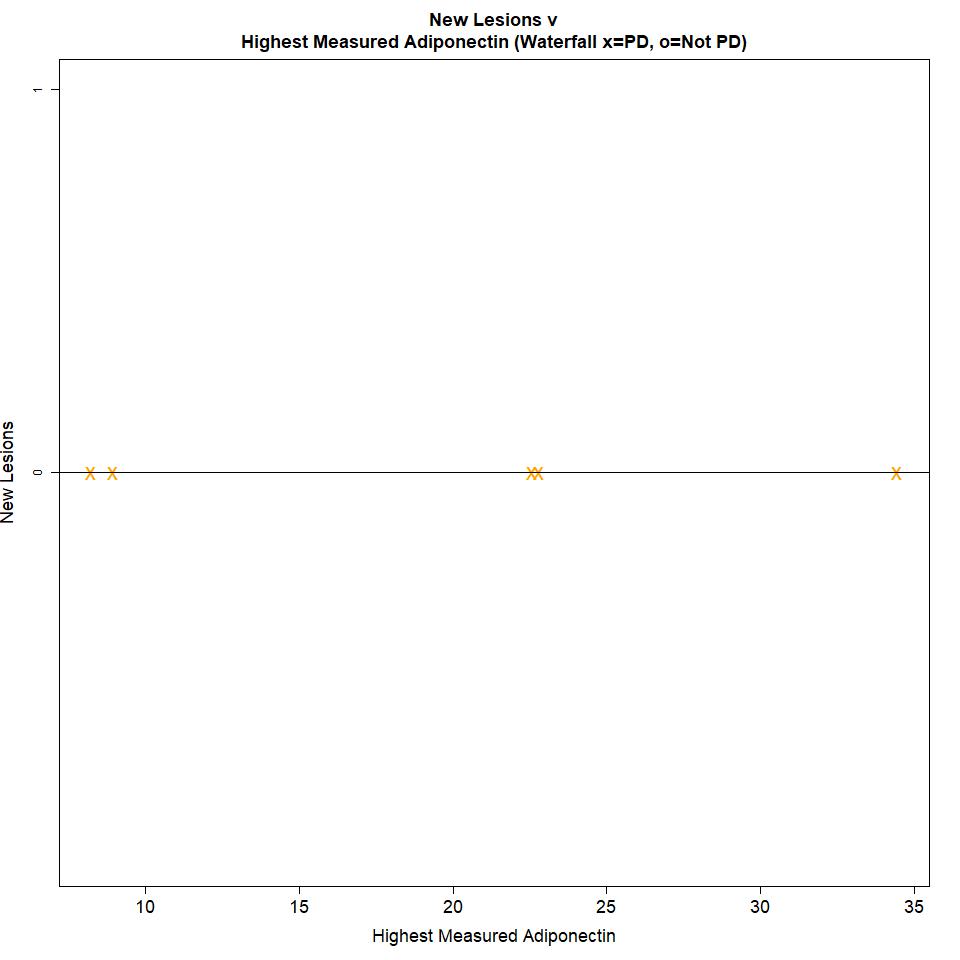 New Lesions v
Highest Measured Adiponectin (Waterfall x=PD, o=Not PD)
1
0
New Lesions
X X XX X
10 15 20 25 30 35
Highest Measured Adiponectin